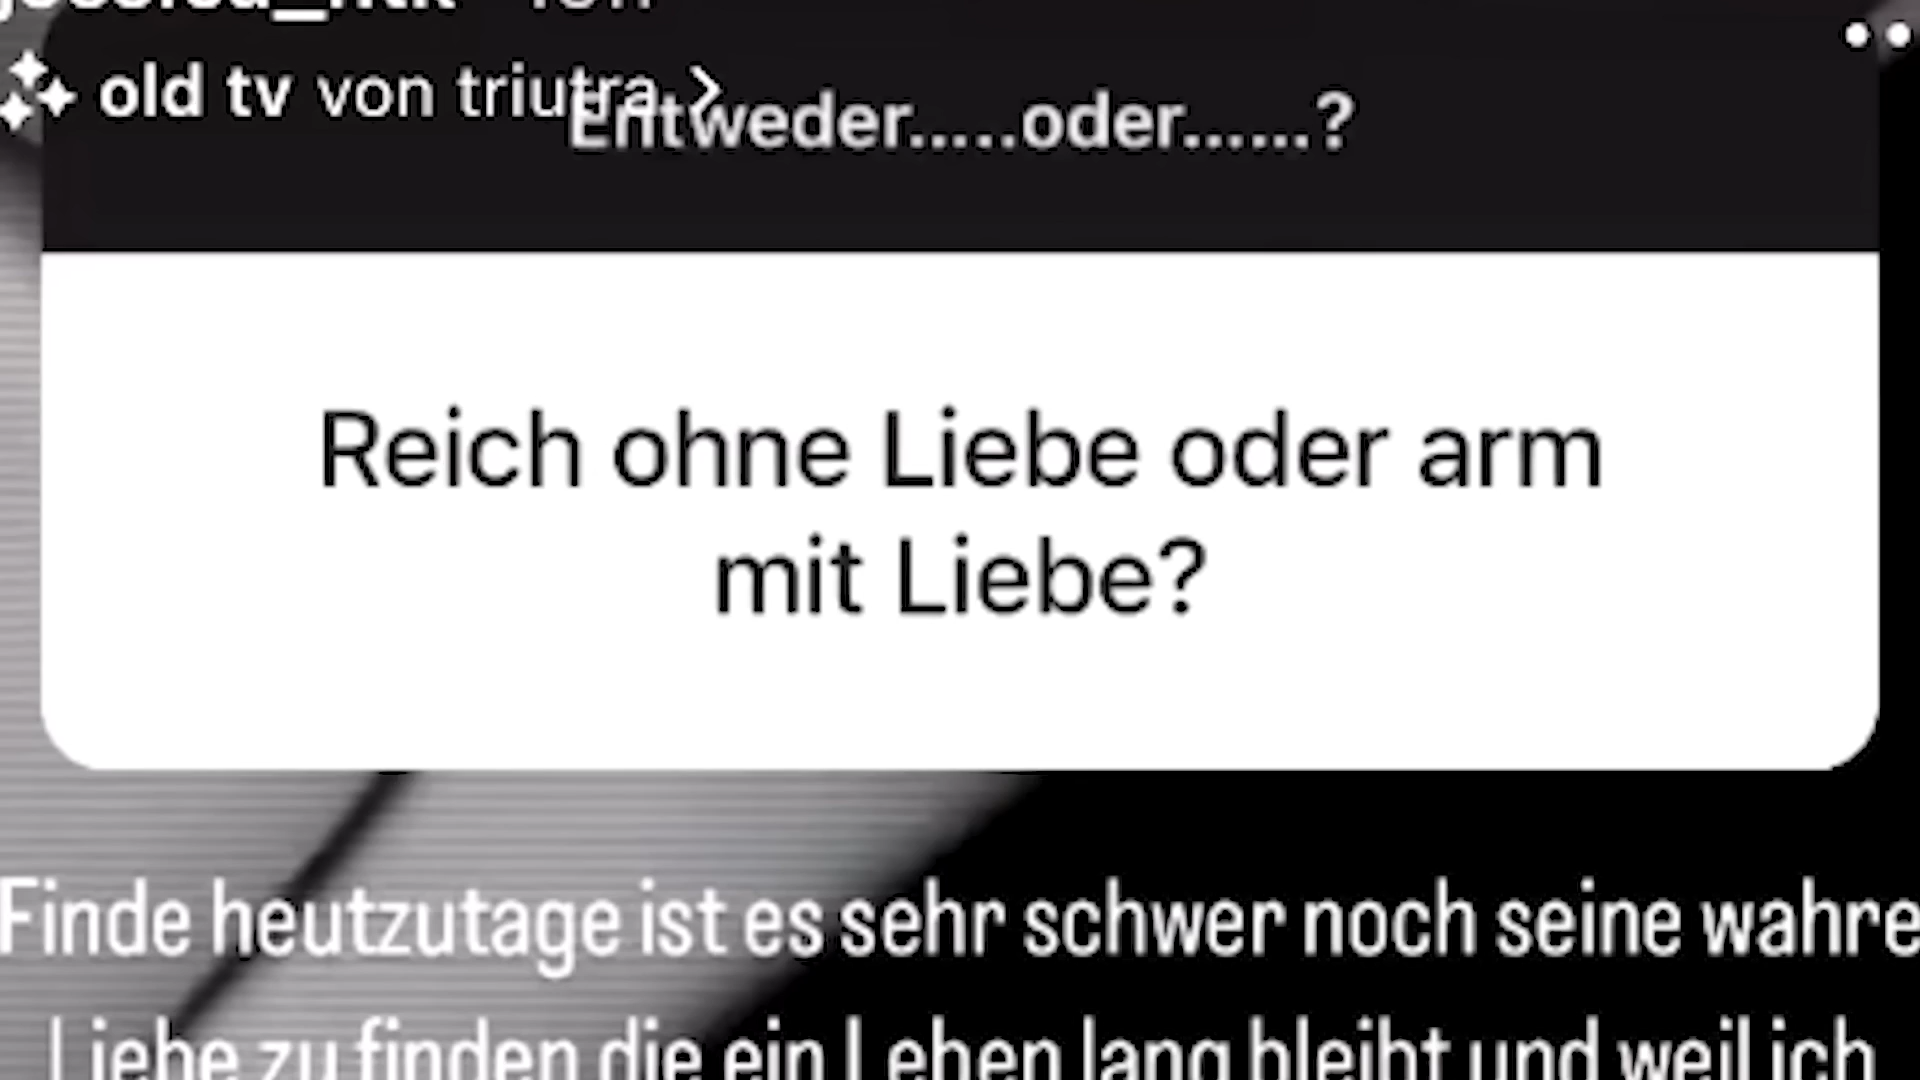 old tv von triutra >
Entweder.....oder......?
Reich ohne Liebe oder arm
mit Liebe?
Finde heutzutage ist es sehr schwer noch seine wahre
Liebe zu finden die ein Leben lang bleibt und weil ich